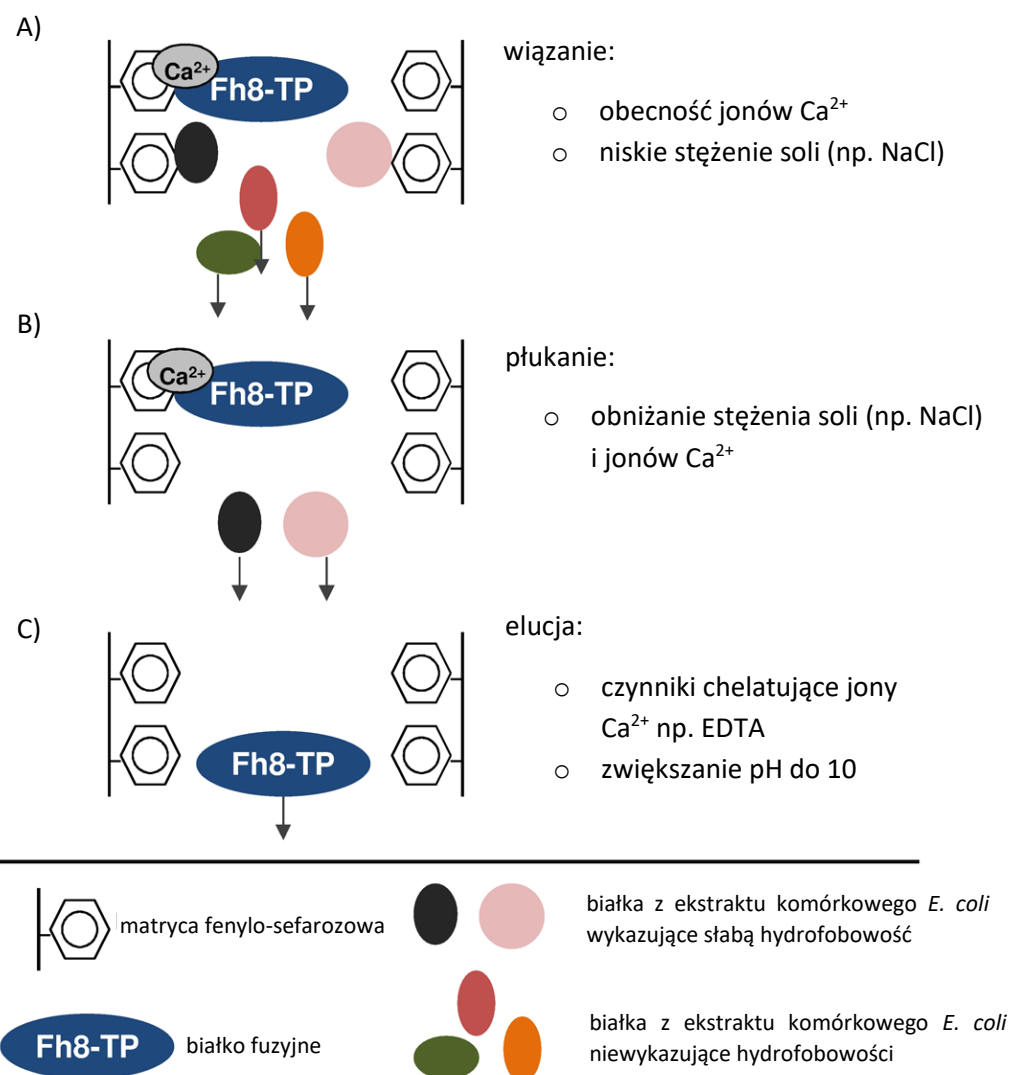 A)
Ca²⁺
Fh8-TP
wiązanie:
o obecność jonów Ca²⁺
o niskie stężenie soli (np. NaCl)
B)
Ca²⁺
Fh8-TP
płukanie:
o obniżanie stężenia soli (np. NaCl)
i jonów Ca²⁺
C)
Fh8-TP
elucja:
o czynniki chelatujące jony
Ca²⁺ np. EDTA
o zwiększanie pH do 10
matryca fenylo-sefarozowa
białka z ekstraktu komórkowego E. coli
wykazujące słabą hydrofobowość
Fh8-TP
białko fuzyjne
białka z ekstraktu komórkowego E. coli
niewykazujące hydrofobowości